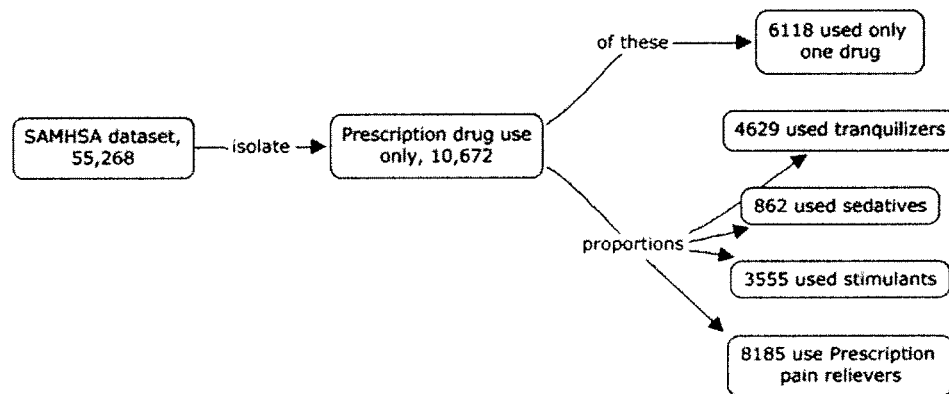 of these
6118 used only
one drug
SAMHSA dataset,
55,268
isolate
Prescription drug use
only, 10,672
4629 used tranquilizers
862 used sedatives
proportions
3555 used stimulants
8185 use Prescription
pain relievers